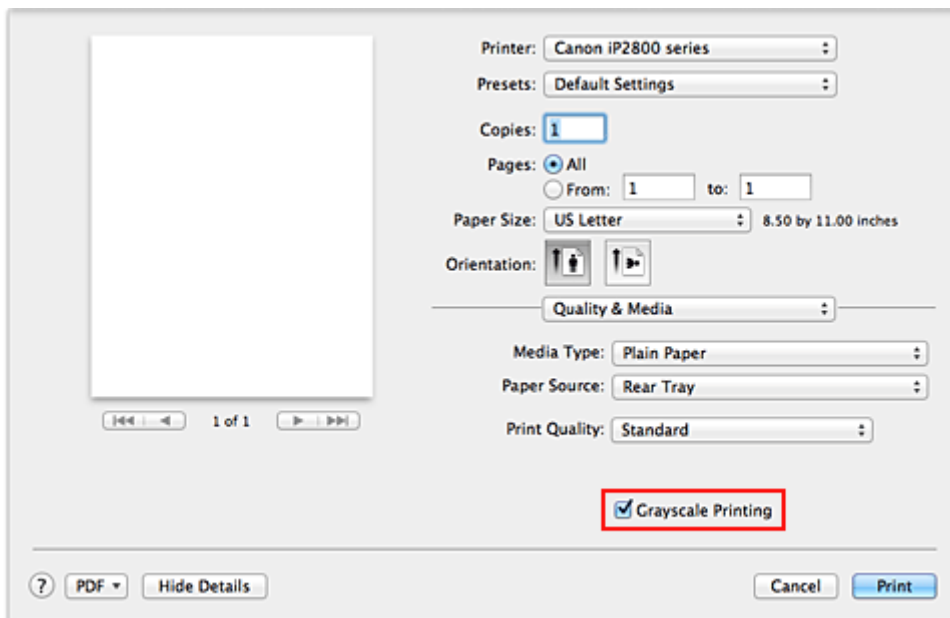 Printer: Canon iP2800 series
Presets: Default Settings
Copies: 1
Pages: All
From: 1 to: 1
Paper Size: US Letter 8.50 by 11.00 inches
Orientation:
Quality & Media
Media Type: Plain Paper
Paper Source: Rear Tray
1 of 1
Print Quality: Standard
Grayscale Printing
? PDF Hide Details Cancel Print